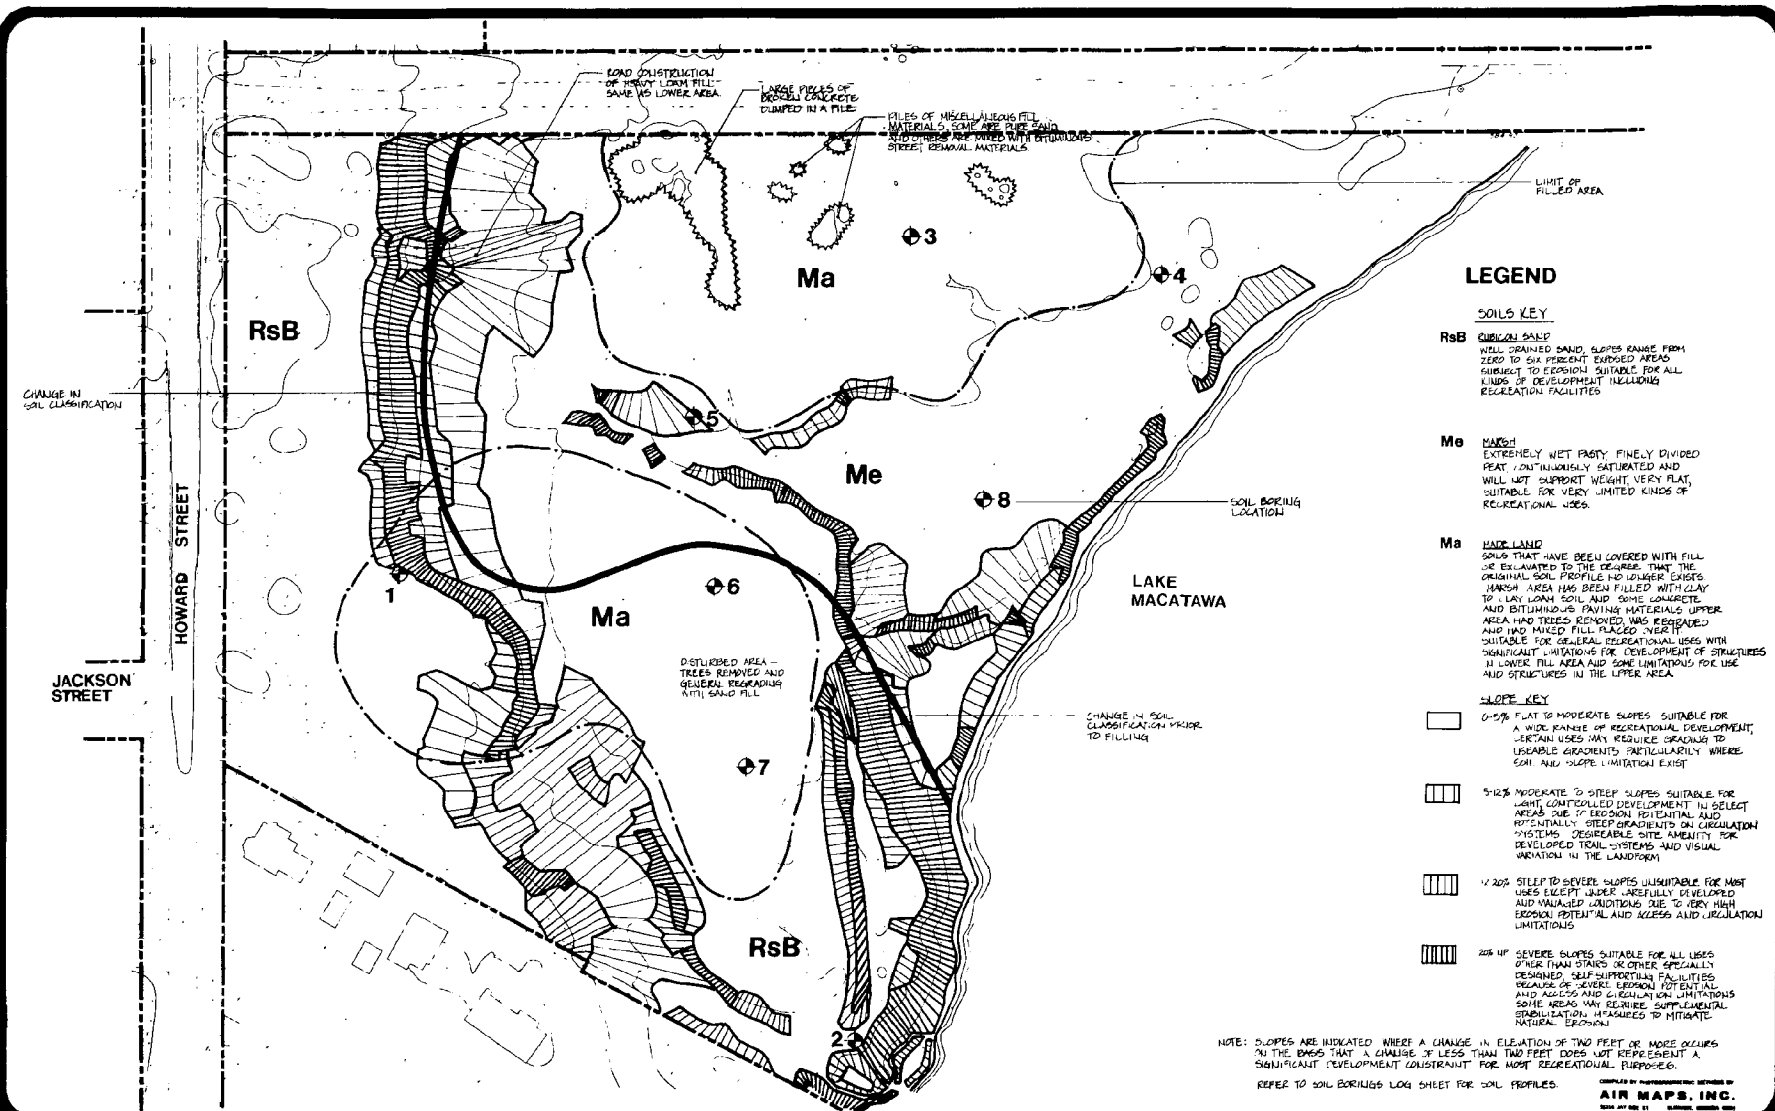 ROAD CONSTRUCTION
OF HEAVY LOAM FILL
SAME AS LOWER AREA
LARGE PIECES OF
BROKEN CONCRETE
DUMPED IN A PILE
PILES OF MISCELLANEOUS FILL
MATERIALS, SOME ARE PURE SAND
AND OTHERS ARE MIXED WITH BITUMINOUS
STREET REMOVAL MATERIALS.
LIMIT OF
FILLED AREA
3
4
Ma
RsB
CHANGE IN
SOIL CLASSIFICATION
5
Me
8
SOIL BORING
LOCATION
HOWARD STREET
1
6
Ma
LAKE
MACATAWA
JACKSON
STREET
DISTURBED AREA –
TREES REMOVED AND
GENERAL REGRADING
WITH SAND FILL
CHANGE IN SOIL
CLASSIFICATION PRIOR
TO FILLING
7
RsB
2
LEGEND
SOILS KEY
RsB RUBICON SAND
WELL DRAINED SAND, SLOPES RANGE FROM
ZERO TO SIX PERCENT EXPOSED AREAS
SUBJECT TO EROSION SUITABLE FOR ALL
KINDS OF DEVELOPMENT INCLUDING
RECREATION FACILITIES
Me MARSH
EXTREMELY WET PASTY, FINELY DIVIDED
PEAT, CONTINUOUSLY SATURATED AND
WILL NOT SUPPORT WEIGHT, VERY FLAT,
SUITABLE FOR VERY LIMITED KINDS OF
RECREATIONAL USES.
Ma MADE LAND
SOILS THAT HAVE BEEN COVERED WITH FILL
OR EXCAVATED TO THE DEGREE THAT THE
ORIGINAL SOIL PROFILE NO LONGER EXISTS.
MARSH AREA HAS BEEN FILLED WITH CLAY
TO CLAY LOAM SOIL AND SOME CONCRETE
AND BITUMINOUS PAVING MATERIALS UPPER
AREA HAD TREES REMOVED, WAS REGRADED
AND HAD MIXED FILL PLACED OVER IT.
SUITABLE FOR GENERAL RECREATIONAL USES WITH
SIGNIFICANT LIMITATIONS FOR DEVELOPMENT OF STRUCTURES
IN LOWER FILL AREA AND SOME LIMITATIONS FOR USE
AND STRUCTURES IN THE UPPER AREA
SLOPE KEY
0-5% FLAT TO MODERATE SLOPES SUITABLE FOR
A WIDE RANGE OF RECREATIONAL DEVELOPMENT,
CERTAIN USES MAY REQUIRE GRADING TO
USEABLE GRADIENTS PARTICULARILY WHERE
SOIL AND SLOPE LIMITATION EXIST
5-12% MODERATE TO STEEP SLOPES SUITABLE FOR
LIGHT, CONTROLLED DEVELOPMENT IN SELECT
AREAS DUE TO EROSION POTENTIAL AND
POTENTIALLY STEEP GRADIENTS ON CIRCULATION
SYSTEMS DESIREABLE SITE AMENITY FOR
DEVELOPED TRAIL SYSTEMS AND VISUAL
VARIATION IN THE LANDFORM
12-20% STEEP TO SEVERE SLOPES UNSUITABLE FOR MOST
USES EXCEPT UNDER CAREFULLY DEVELOPED
AND MANAGED CONDITIONS DUE TO VERY HIGH
EROSION POTENTIAL AND ACCESS AND CIRCULATION
LIMITATIONS
20% UP SEVERE SLOPES SUITABLE FOR ALL USES
OTHER THAN STAIRS OR OTHER SPECIALLY
DESIGNED, SELF SUPPORTING FACILITIES
BECAUSE OF SEVERE EROSION POTENTIAL
AND ACCESS AND CIRCULATION LIMITATIONS
SOME AREAS MAY REQUIRE SUPPLEMENTAL
STABILIZATION MEASURES TO MITIGATE
NATURAL EROSION
NOTE: SLOPES ARE INDICATED WHERE A CHANGE IN ELEVATION OF TWO FEET OR MORE OCCURS
ON THE BASIS THAT A CHANGE OF LESS THAN TWO FEET DOES NOT REPRESENT A
SIGNIFICANT DEVELOPMENT CONSTRAINT FOR MOST RECREATIONAL PURPOSES.
REFER TO SOIL BORINGS LOG SHEET FOR SOIL PROFILES.
COMPILED BY PHOTOGRAMMETRIC METHODS BY
AIR MAPS, INC.